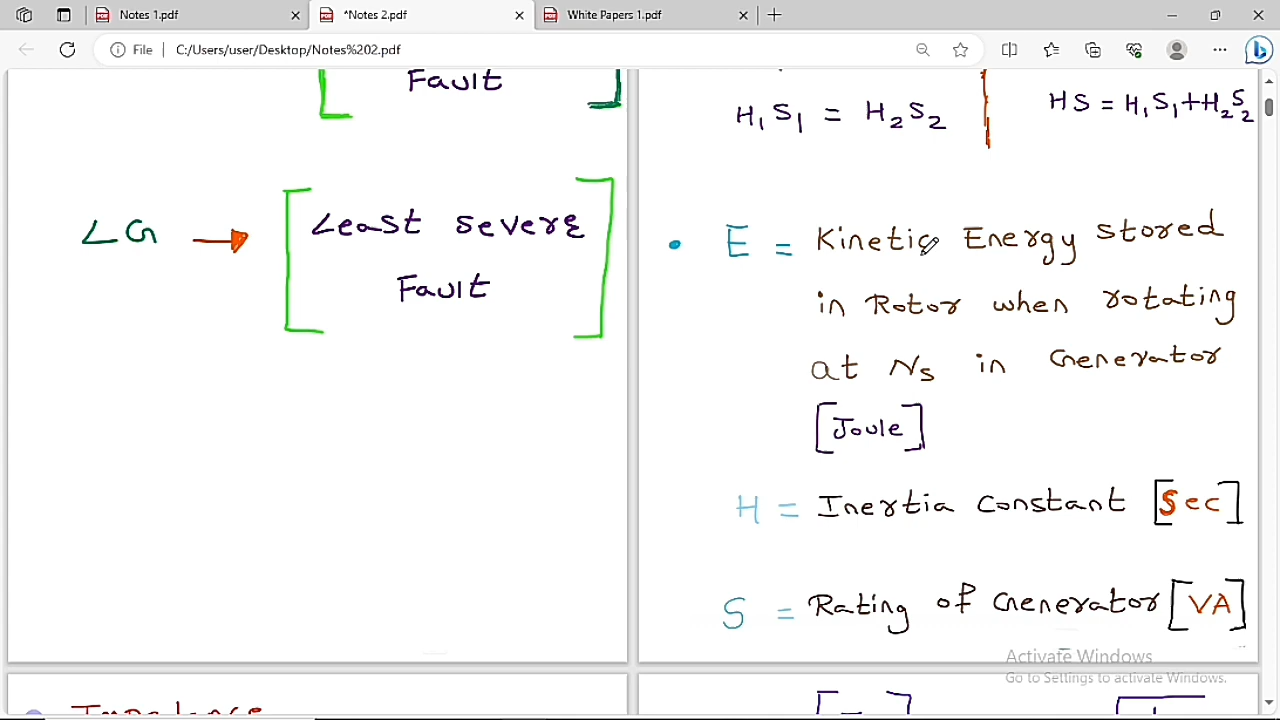 Notes 1.pdf
*Notes 2.pdf
White Papers 1.pdf
File
C:/Users/user/Desktop/Notes%202.pdf
Fault
LG → [Least severe
Fault]
H₁S₁ = H₂S₂
HS = H₁S₁+H₂S₂
• E = Kinetic Energy stored
in Rotor when rotating
at Ns in Generator
[Joule]
H = Inertia Constant [Sec]
S = Rating of Generator [VA]
Activate Windows
Go to Settings to activate Windows.